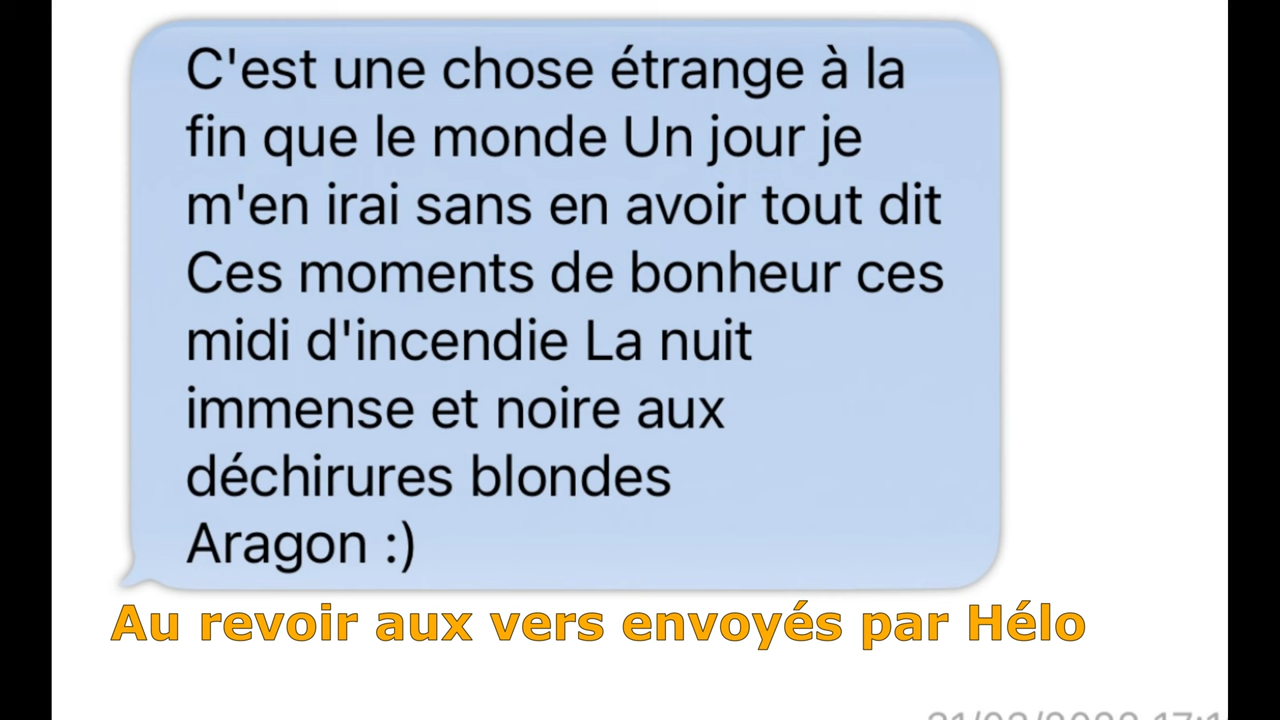 C'est une chose étrange à la
fin que le monde Un jour je
m'en irai sans en avoir tout dit
Ces moments de bonheur ces
midi d'incendie La nuit
immense et noire aux
déchirures blondes
Aragon :)
Au revoir aux vers envoyés par Hélo